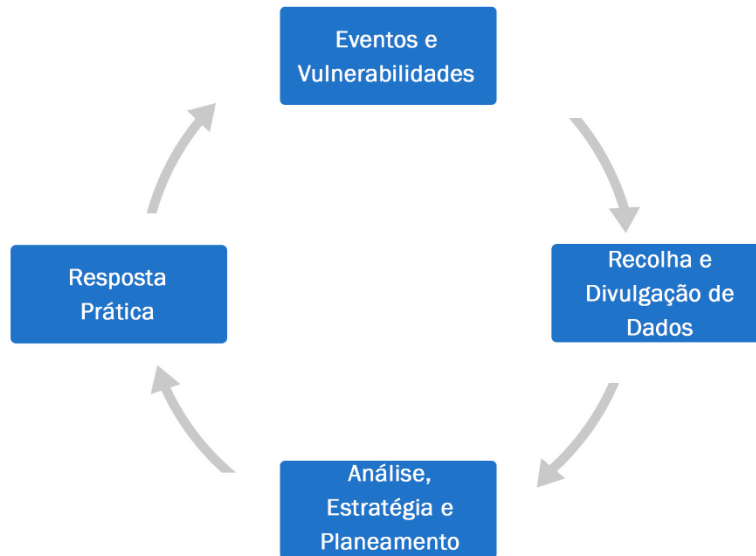 Eventos e
Vulnerabilidades
Recolha e
Divulgação de
Dados
Resposta
Prática
Análise,
Estratégia e
Planeamento